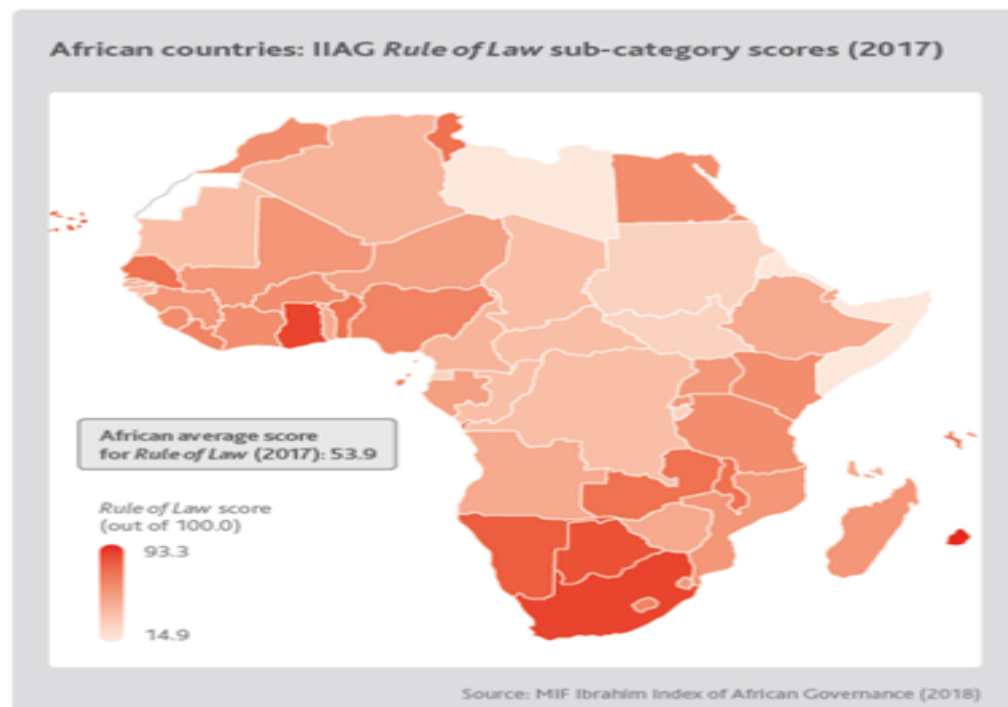 African countries: IIAG Rule of Law sub-category scores (2017)
African average score
for Rule of Law (2017): 53.9
Rule of Law score
(out of 100.0)
93.3
14.9
Source: MIF Ibrahim Index of African Governance (2018)